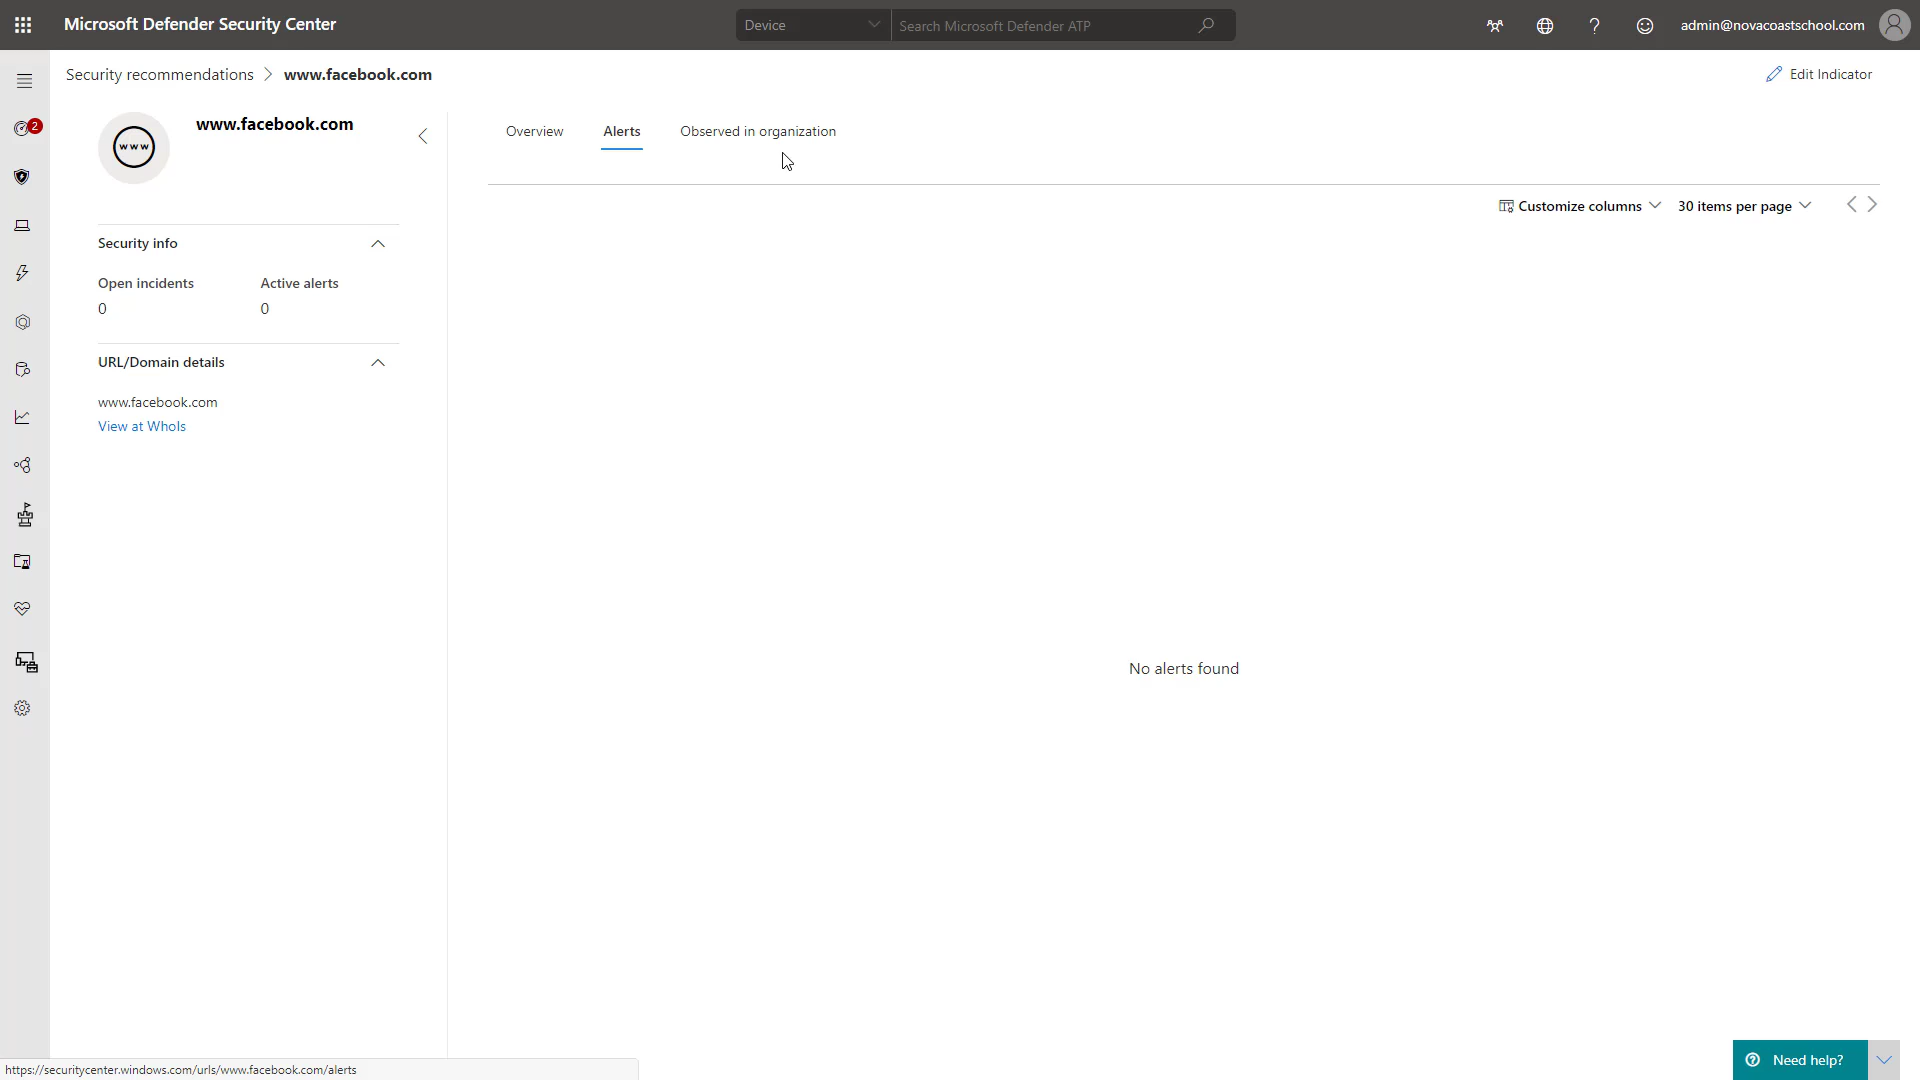 Microsoft Defender Security Center
Device
Search Microsoft Defender ATP
admin@novacoastschool.com
Security recommendations
www.facebook.com
Edit Indicator
2
www
www.facebook.com
Overview
Alerts
Observed in organization
Customize columns
30 items per page
Security info
Open incidents
Active alerts
0
0
URL/Domain details
www.facebook.com
View at WhoIs
No alerts found
Need help?
https://securitycenter.windows.com/urls/www.facebook.com/alerts